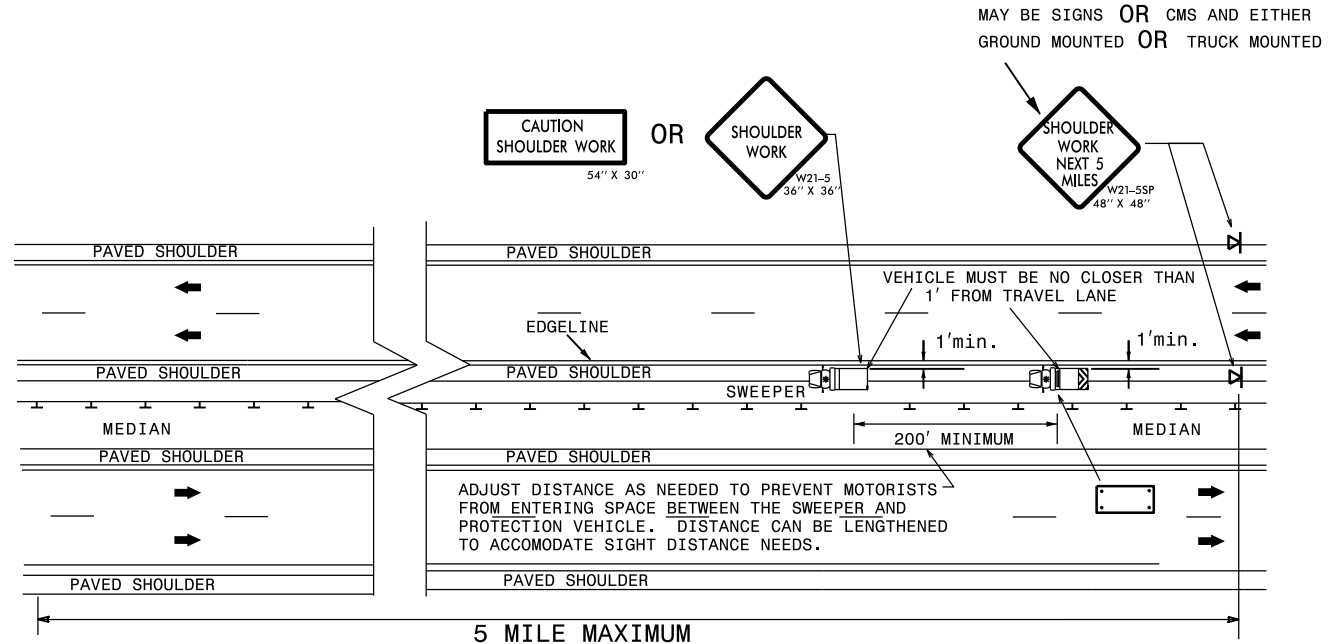 MAY BE SIGNS OR CMS AND EITHER
GROUND MOUNTED OR TRUCK MOUNTED
CAUTION
SHOULDER WORK
54" X 30"
OR
SHOULDER
WORK
W21-5
36" X 36"
SHOULDER
WORK
NEXT 5
MILES
W21-5SP
48" X 48"
PAVED SHOULDER
PAVED SHOULDER
VEHICLE MUST BE NO CLOSER THAN
1' FROM TRAVEL LANE
EDGELINE
1'min.
1'min.
PAVED SHOULDER
PAVED SHOULDER
SWEEPER
MEDIAN
200' MINIMUM
MEDIAN
PAVED SHOULDER
PAVED SHOULDER
ADJUST DISTANCE AS NEEDED TO PREVENT MOTORISTS
FROM ENTERING SPACE BETWEEN THE SWEEPER AND
PROTECTION VEHICLE. DISTANCE CAN BE LENGTHENED
TO ACCOMODATE SIGHT DISTANCE NEEDS.
PAVED SHOULDER
PAVED SHOULDER
5 MILE MAXIMUM